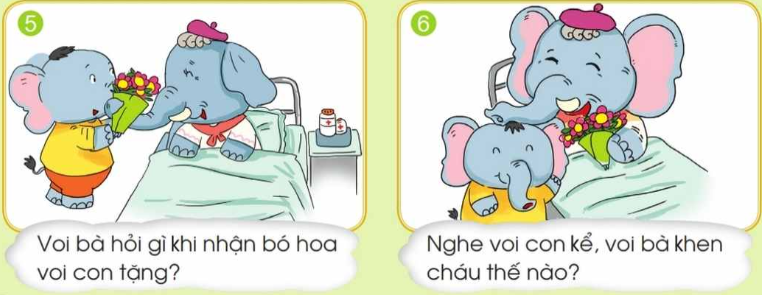 5
Voi bà hỏi gì khi nhận bó hoa
voi con tặng?
6
Nghe voi con kể, voi bà khen
cháu thế nào?